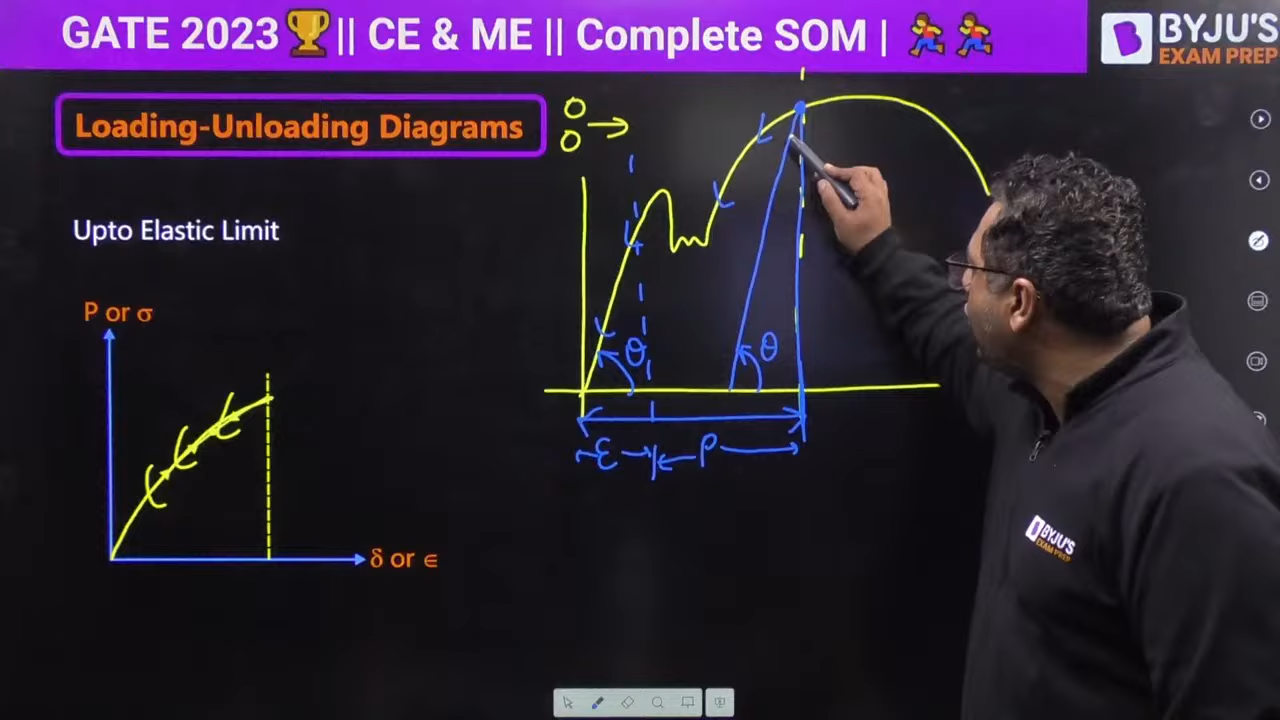 GATE 2023🏆|| CE & ME || Complete SOM | 🏃🏃
BYJU'S
EXAM PREP
Loading-Unloading Diagrams
Upto Elastic Limit
P or σ
δ or ϵ
θ
θ
ε
P
BYJU'S
EXAM PREP